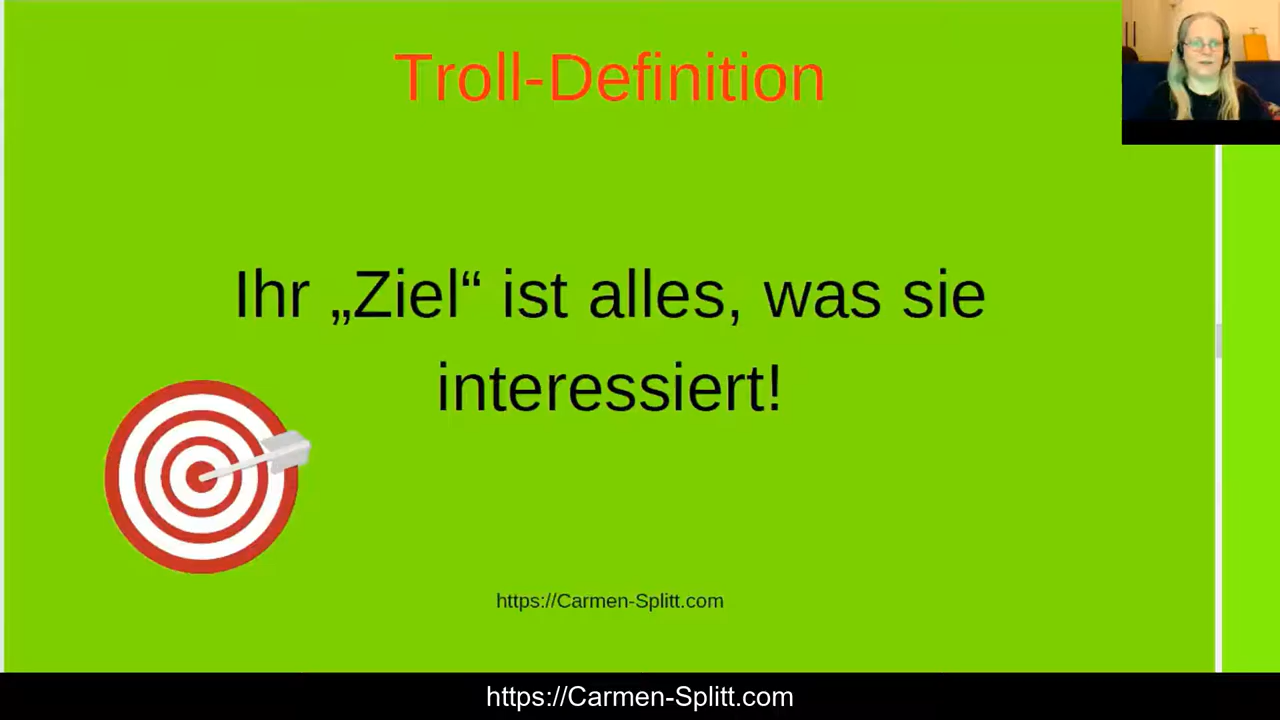 Troll-Definition
Ihr „Ziel“ ist alles, was sie
interessiert!
https://Carmen-Splitt.com
https://Carmen-Splitt.com